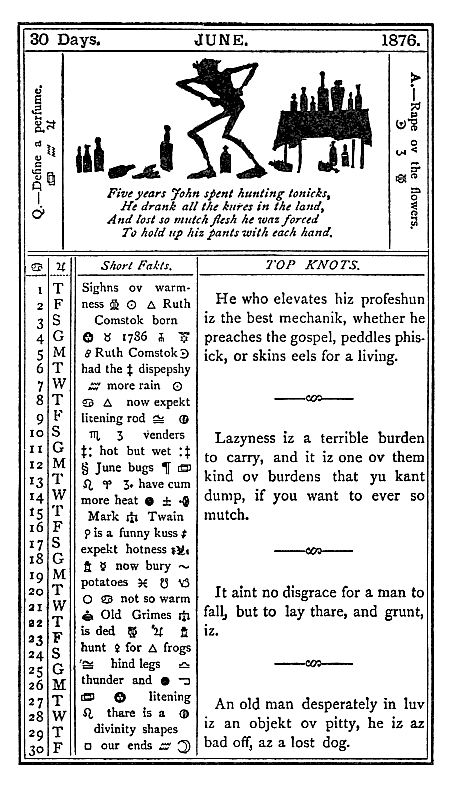 30 Days. JUNE. 1876.
Q.—Define a perfume.
A.—Rape ov the flowers.
Five years John spent hunting tonicks,
He drank all the kures in the land,
And lost so mutch flesh he waz forced
To hold up hiz pants with each hand.
Short Fakts.
1 T
2 F
3 S
4 G
5 M
6 T
7 W
8 T
9 F
10 S
11 G
12 M
13 T
14 W
15 T
16 F
17 S
18 G
19 M
20 T
21 W
22 T
23 F
24 S
25 G
26 M
27 T
28 W
29 T
30 F
Sighns ov warm-
ness ☉ △ Ruth
Comstok born
♉ 1786
Ruth Comstok
had the ‡ dispepshy
more rain ☉
♋ △ now expekt
litening rod ≅
♏ 3 venders
‡: hot but wet :‡
§ June bugs ¶
♌ ♈ 3 have cum
more heat ● ±
Mark Twain
is a funny kuss ‡
expekt hotness
now bury ~
potatoes ♓
○ ♋ not so warm
Old Grimes
is ded ♃
hunt ♀ for △ frogs
≅ hind legs
thunder and ●
litening
♌ thare is a
divinity shapes
□ our ends
TOP KNOTS.
He who elevates hiz profeshun
iz the best mechanik, whether he
preaches the gospel, peddles phis-
ick, or skins eels for a living.
Lazyness iz a terrible burden
to carry, and it iz one ov them
kind ov burdens that yu kant
dump, if you want to ever so
mutch.
It aint no disgrace for a man to
fall, but to lay thare, and grunt,
iz.
An old man desperately in luv
iz an objekt ov pitty, he iz az
bad off, az a lost dog.